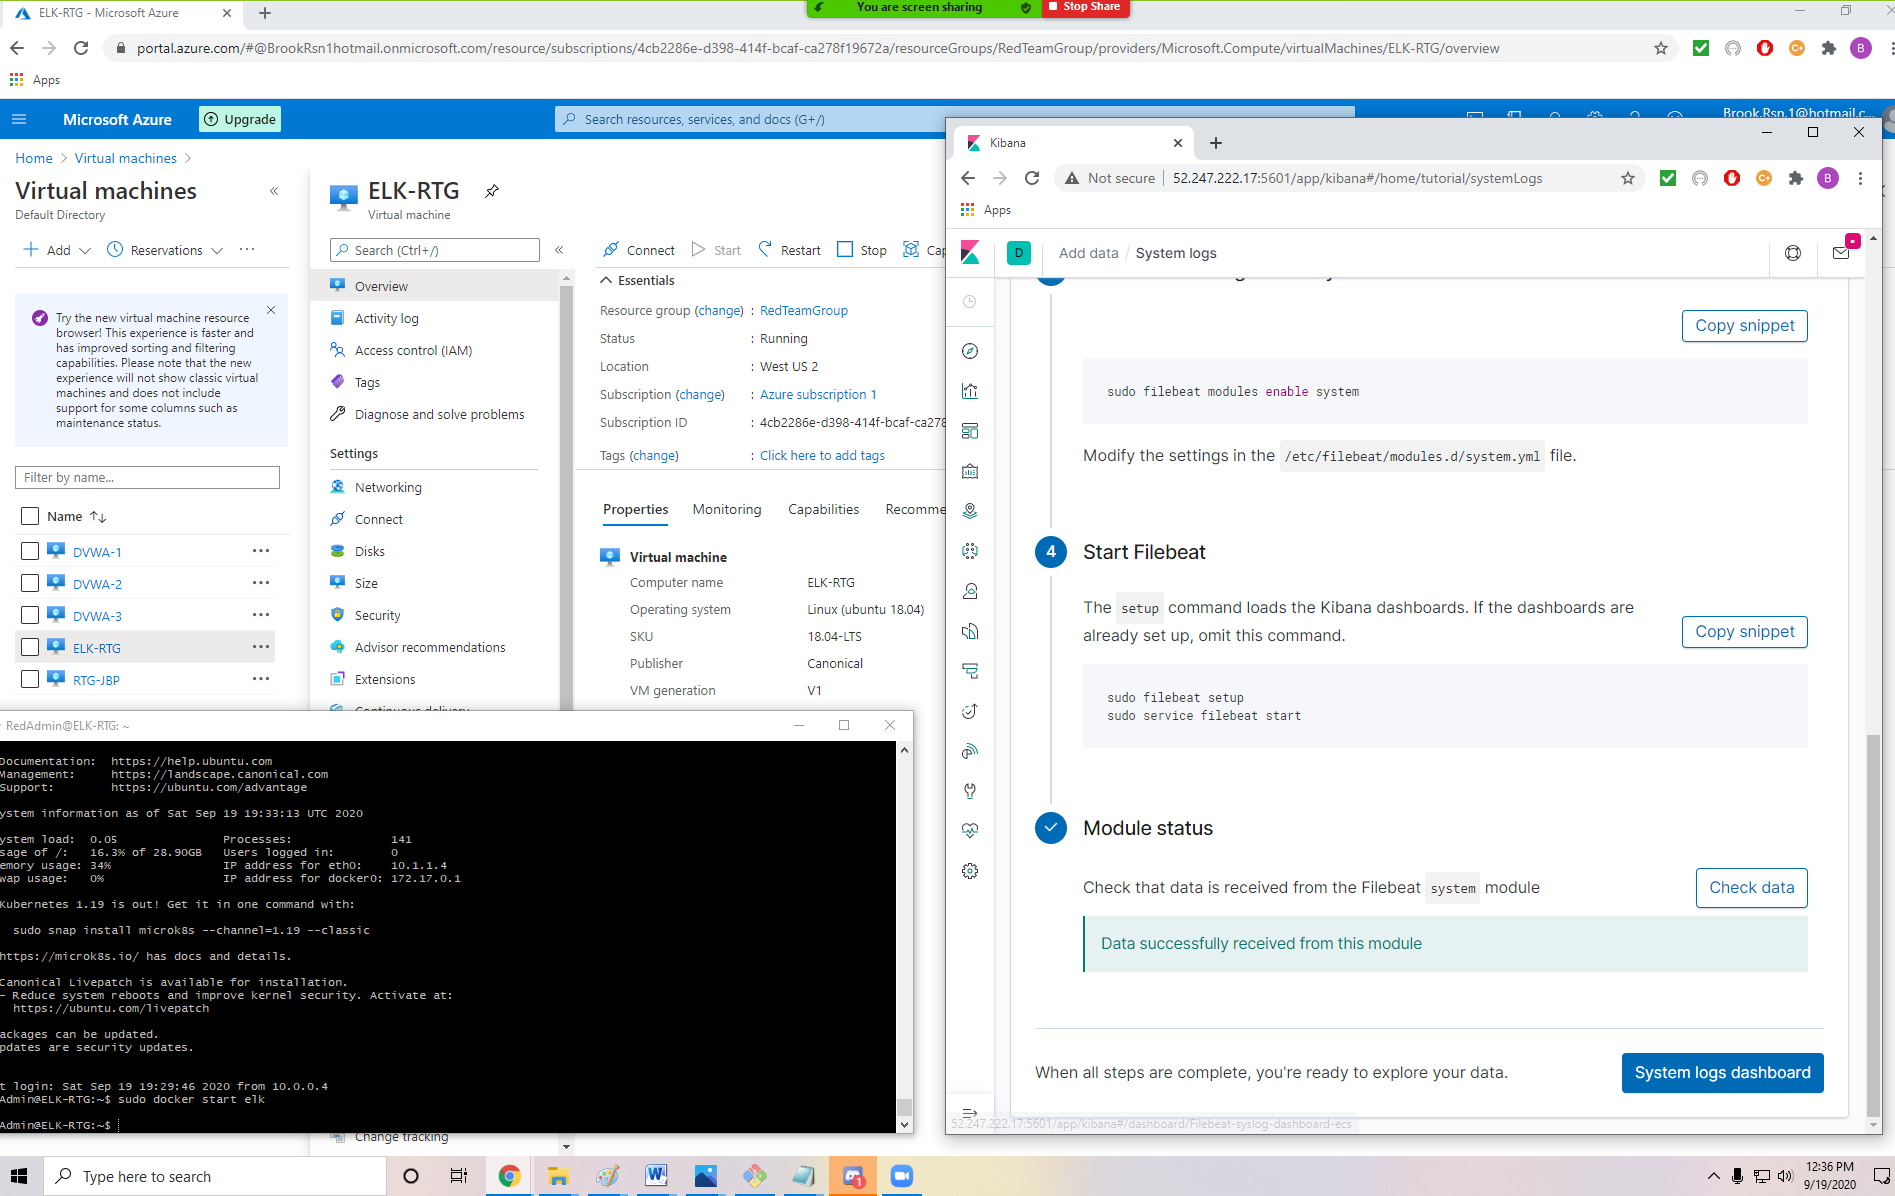 ELK-RTG - Microsoft Azure
You are screen sharing
Stop Share
portal.azure.com/#@BrookRsn1hotmail.onmicrosoft.com/resource/subscriptions/4cb2286e-d398-414f-bcaf-ca278f19672a/resourceGroups/RedTeamGroup/providers/Microsoft.Compute/virtualMachines/ELK-RTG/overview
B
Apps
Microsoft Azure
Upgrade
Search resources, services, and docs (G+/)
Brook.Rsn.1@hotmail.c...
Home > Virtual machines >
Virtual machines
Default Directory
Add
Reservations
Try the new virtual machine resource
browser! This experience is faster and
has improved sorting and filtering
capabilities. Please note that the new
experience will not show classic virtual
machines and does not include
support for some columns such as
maintenance status.
Filter by name...
Name
DVWA-1
DVWA-2
DVWA-3
ELK-RTG
RTG-JBP
ELK-RTG
Virtual machine
Search (Ctrl+/)
Overview
Activity log
Access control (IAM)
Tags
Diagnose and solve problems
Settings
Networking
Connect
Disks
Size
Security
Advisor recommendations
Extensions
Continuous delivery
Change tracking
Connect
Start
Restart
Stop
Cap
Essentials
Resource group (change) : RedTeamGroup
Status : Running
Location : West US 2
Subscription (change) : Azure subscription 1
Subscription ID : 4cb2286e-d398-414f-bcaf-ca278
Tags (change) : Click here to add tags
Properties
Monitoring
Capabilities
Recomme
Virtual machine
Computer name ELK-RTG
Operating system Linux (ubuntu 18.04)
SKU 18.04-LTS
Publisher Canonical
VM generation V1
RedAdmin@ELK-RTG: ~
Documentation: https://help.ubuntu.com
Management: https://landscape.canonical.com
Support: https://ubuntu.com/advantage
ystem information as of Sat Sep 19 19:33:13 UTC 2020
ystem load: 0.05 Processes: 141
sage of /: 16.3% of 28.90GB Users logged in: 0
emory usage: 34% IP address for eth0: 10.1.1.4
wap usage: 0% IP address for docker0: 172.17.0.1
Kubernetes 1.19 is out! Get it in one command with:
sudo snap install microk8s --channel=1.19 --classic
https://microk8s.io/ has docs and details.
Canonical Livepatch is available for installation.
- Reduce system reboots and improve kernel security. Activate at:
https://ubuntu.com/livepatch
ackages can be updated.
pdates are security updates.
t login: Sat Sep 19 19:29:46 2020 from 10.0.0.4
Admin@ELK-RTG:~$ sudo docker start elk
Admin@ELK-RTG:~$
Kibana
Not secure | 52.247.222.17:5601/app/kibana#/home/tutorial/systemLogs
B
Apps
D
Add data / System logs
Copy snippet
sudo filebeat modules enable system
Modify the settings in the /etc/filebeat/modules.d/system.yml file.
4
Start Filebeat
The setup command loads the Kibana dashboards. If the dashboards are
already set up, omit this command.
Copy snippet
sudo filebeat setup
sudo service filebeat start
Module status
Check that data is received from the Filebeat system module
Check data
Data successfully received from this module
When all steps are complete, you're ready to explore your data.
System logs dashboard
52.247.222.17:5601/app/kibana#/dashboard/Filebeat-syslog-dashboard-ecs
Type here to search
1
12:36 PM
9/19/2020